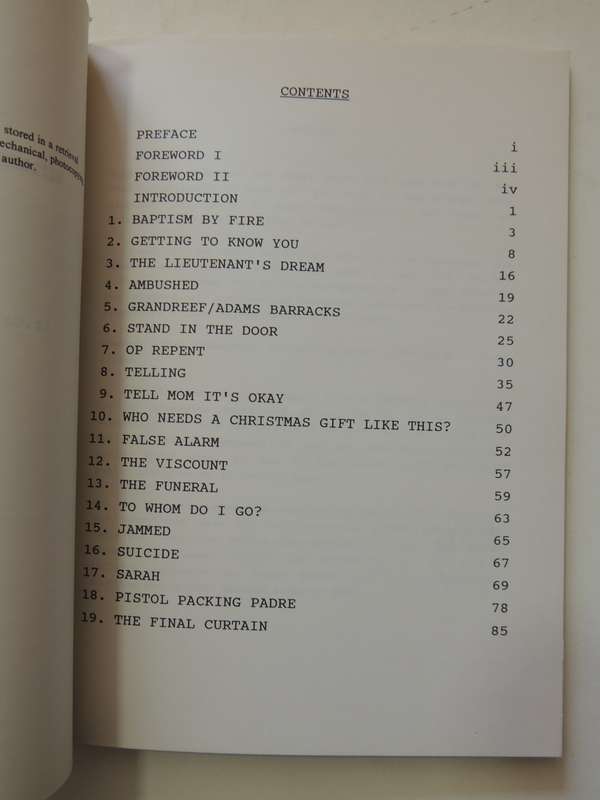 stored in a retrieval
echanical, photocopying,
author.
CONTENTS
PREFACE i
FOREWORD I iii
FOREWORD II iv
INTRODUCTION 1
1. BAPTISM BY FIRE 3
2. GETTING TO KNOW YOU 8
3. THE LIEUTENANT'S DREAM 16
4. AMBUSHED 19
5. GRANDREEF/ADAMS BARRACKS 22
6. STAND IN THE DOOR 25
7. OP REPENT 30
8. TELLING 35
9. TELL MOM IT'S OKAY 47
10. WHO NEEDS A CHRISTMAS GIFT LIKE THIS? 50
11. FALSE ALARM 52
12. THE VISCOUNT 57
13. THE FUNERAL 59
14. TO WHOM DO I GO? 63
15. JAMMED 65
16. SUICIDE 67
17. SARAH 69
18. PISTOL PACKING PADRE 78
19. THE FINAL CURTAIN 85